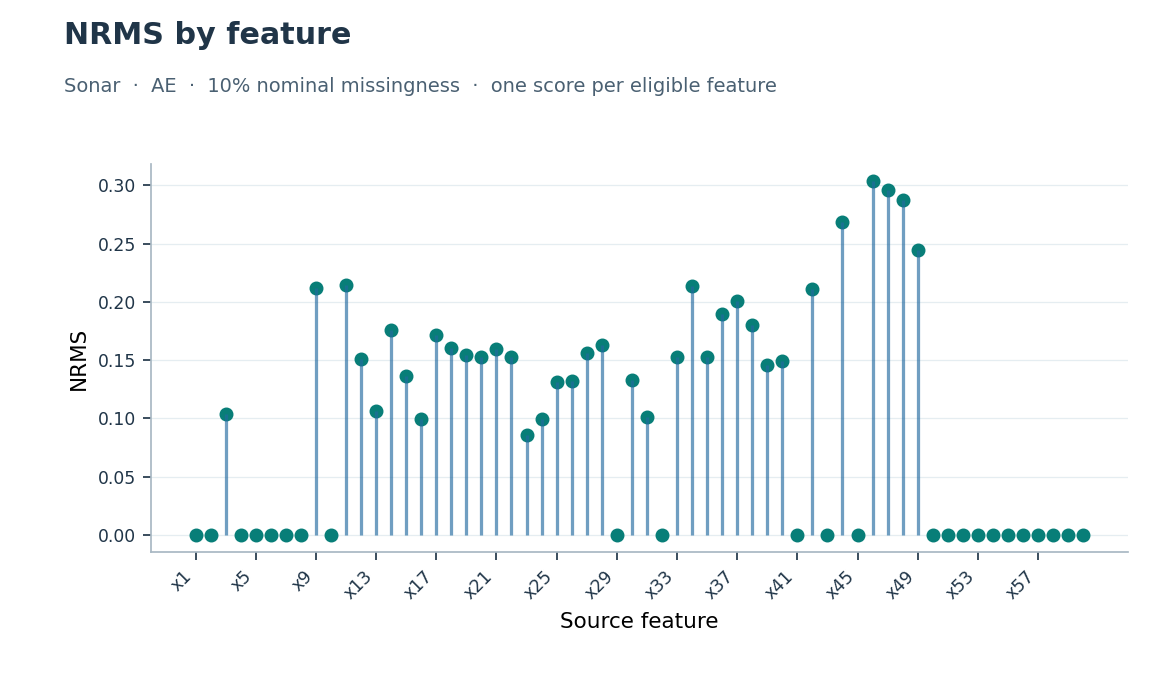 NRMS by feature
Sonar · AE · 10% nominal missingness · one score per eligible feature
NRMS
0.30
0.25
0.20
0.15
0.10
0.05
0.00
x1 x5 x9 x13 x17 x21 x25 x29 x33 x37 x41 x45 x49 x53 x57
Source feature